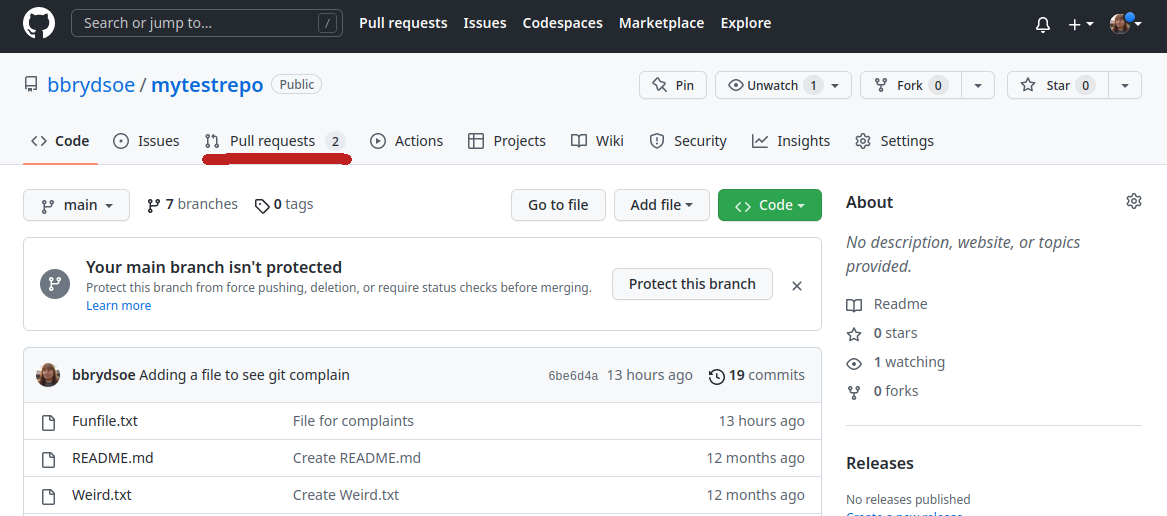 Search or jump to... /
Pull requests Issues Codespaces Marketplace Explore
bbrydsoe / mytestrepo Public
Pin Unwatch 1 Fork 0 Star 0
Code Issues Pull requests 2 Actions Projects Wiki Security Insights Settings
main 7 branches 0 tags Go to file Add file Code
Your main branch isn't protected
Protect this branch from force pushing, deletion, or require status checks before merging.
Learn more
Protect this branch
bbrydsoe Adding a file to see git complain 6be6d4a 13 hours ago 19 commits
Funfile.txt File for complaints 13 hours ago
README.md Create README.md 12 months ago
Weird.txt Create Weird.txt 12 months ago
About
No description, website, or topics
provided.
Readme
0 stars
1 watching
0 forks
Releases
No releases published
Create a new release